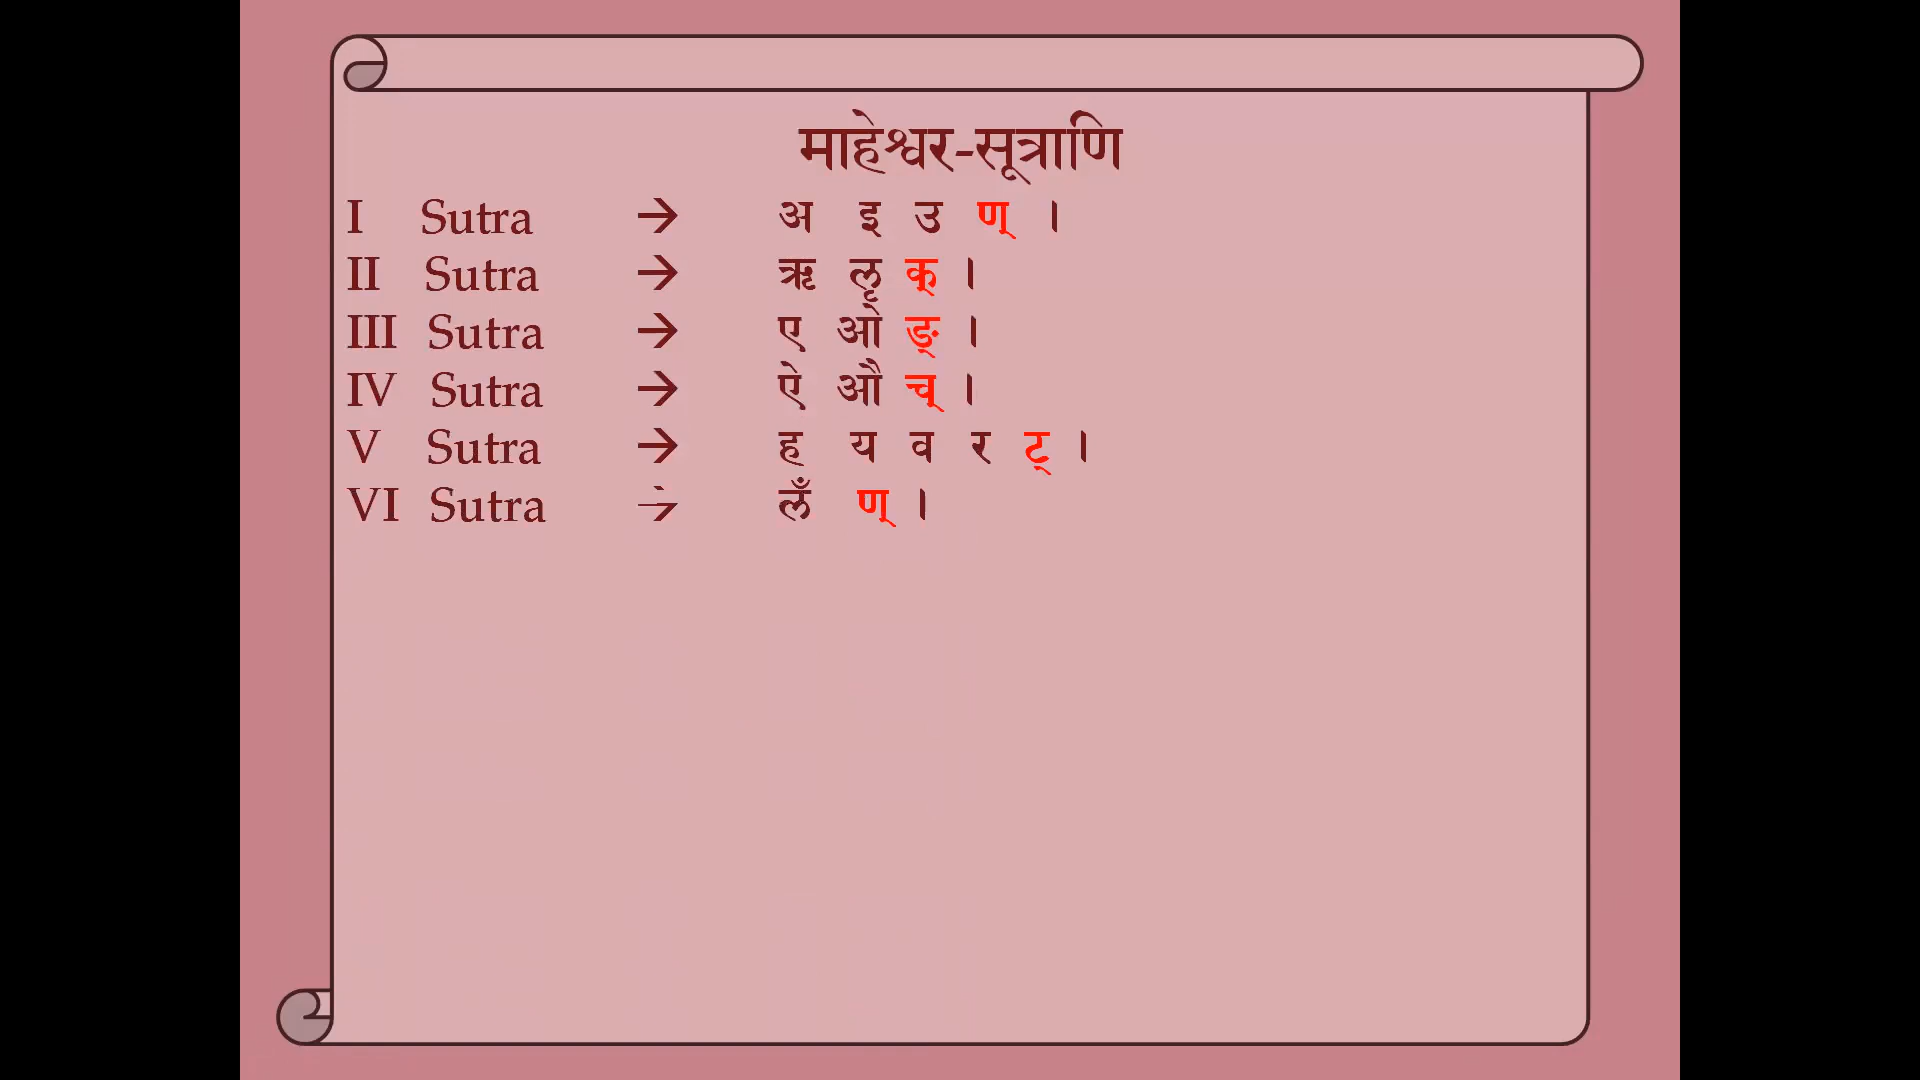 माहेश्वर-सूत्राणि
I Sutra → अ इ उ ण् ।
II Sutra → ऋ ऌ क् ।
III Sutra → ए ओ ङ् ।
IV Sutra → ऐ औ च् ।
V Sutra → ह य व र ट् ।
VI Sutra → लँ ण् ।